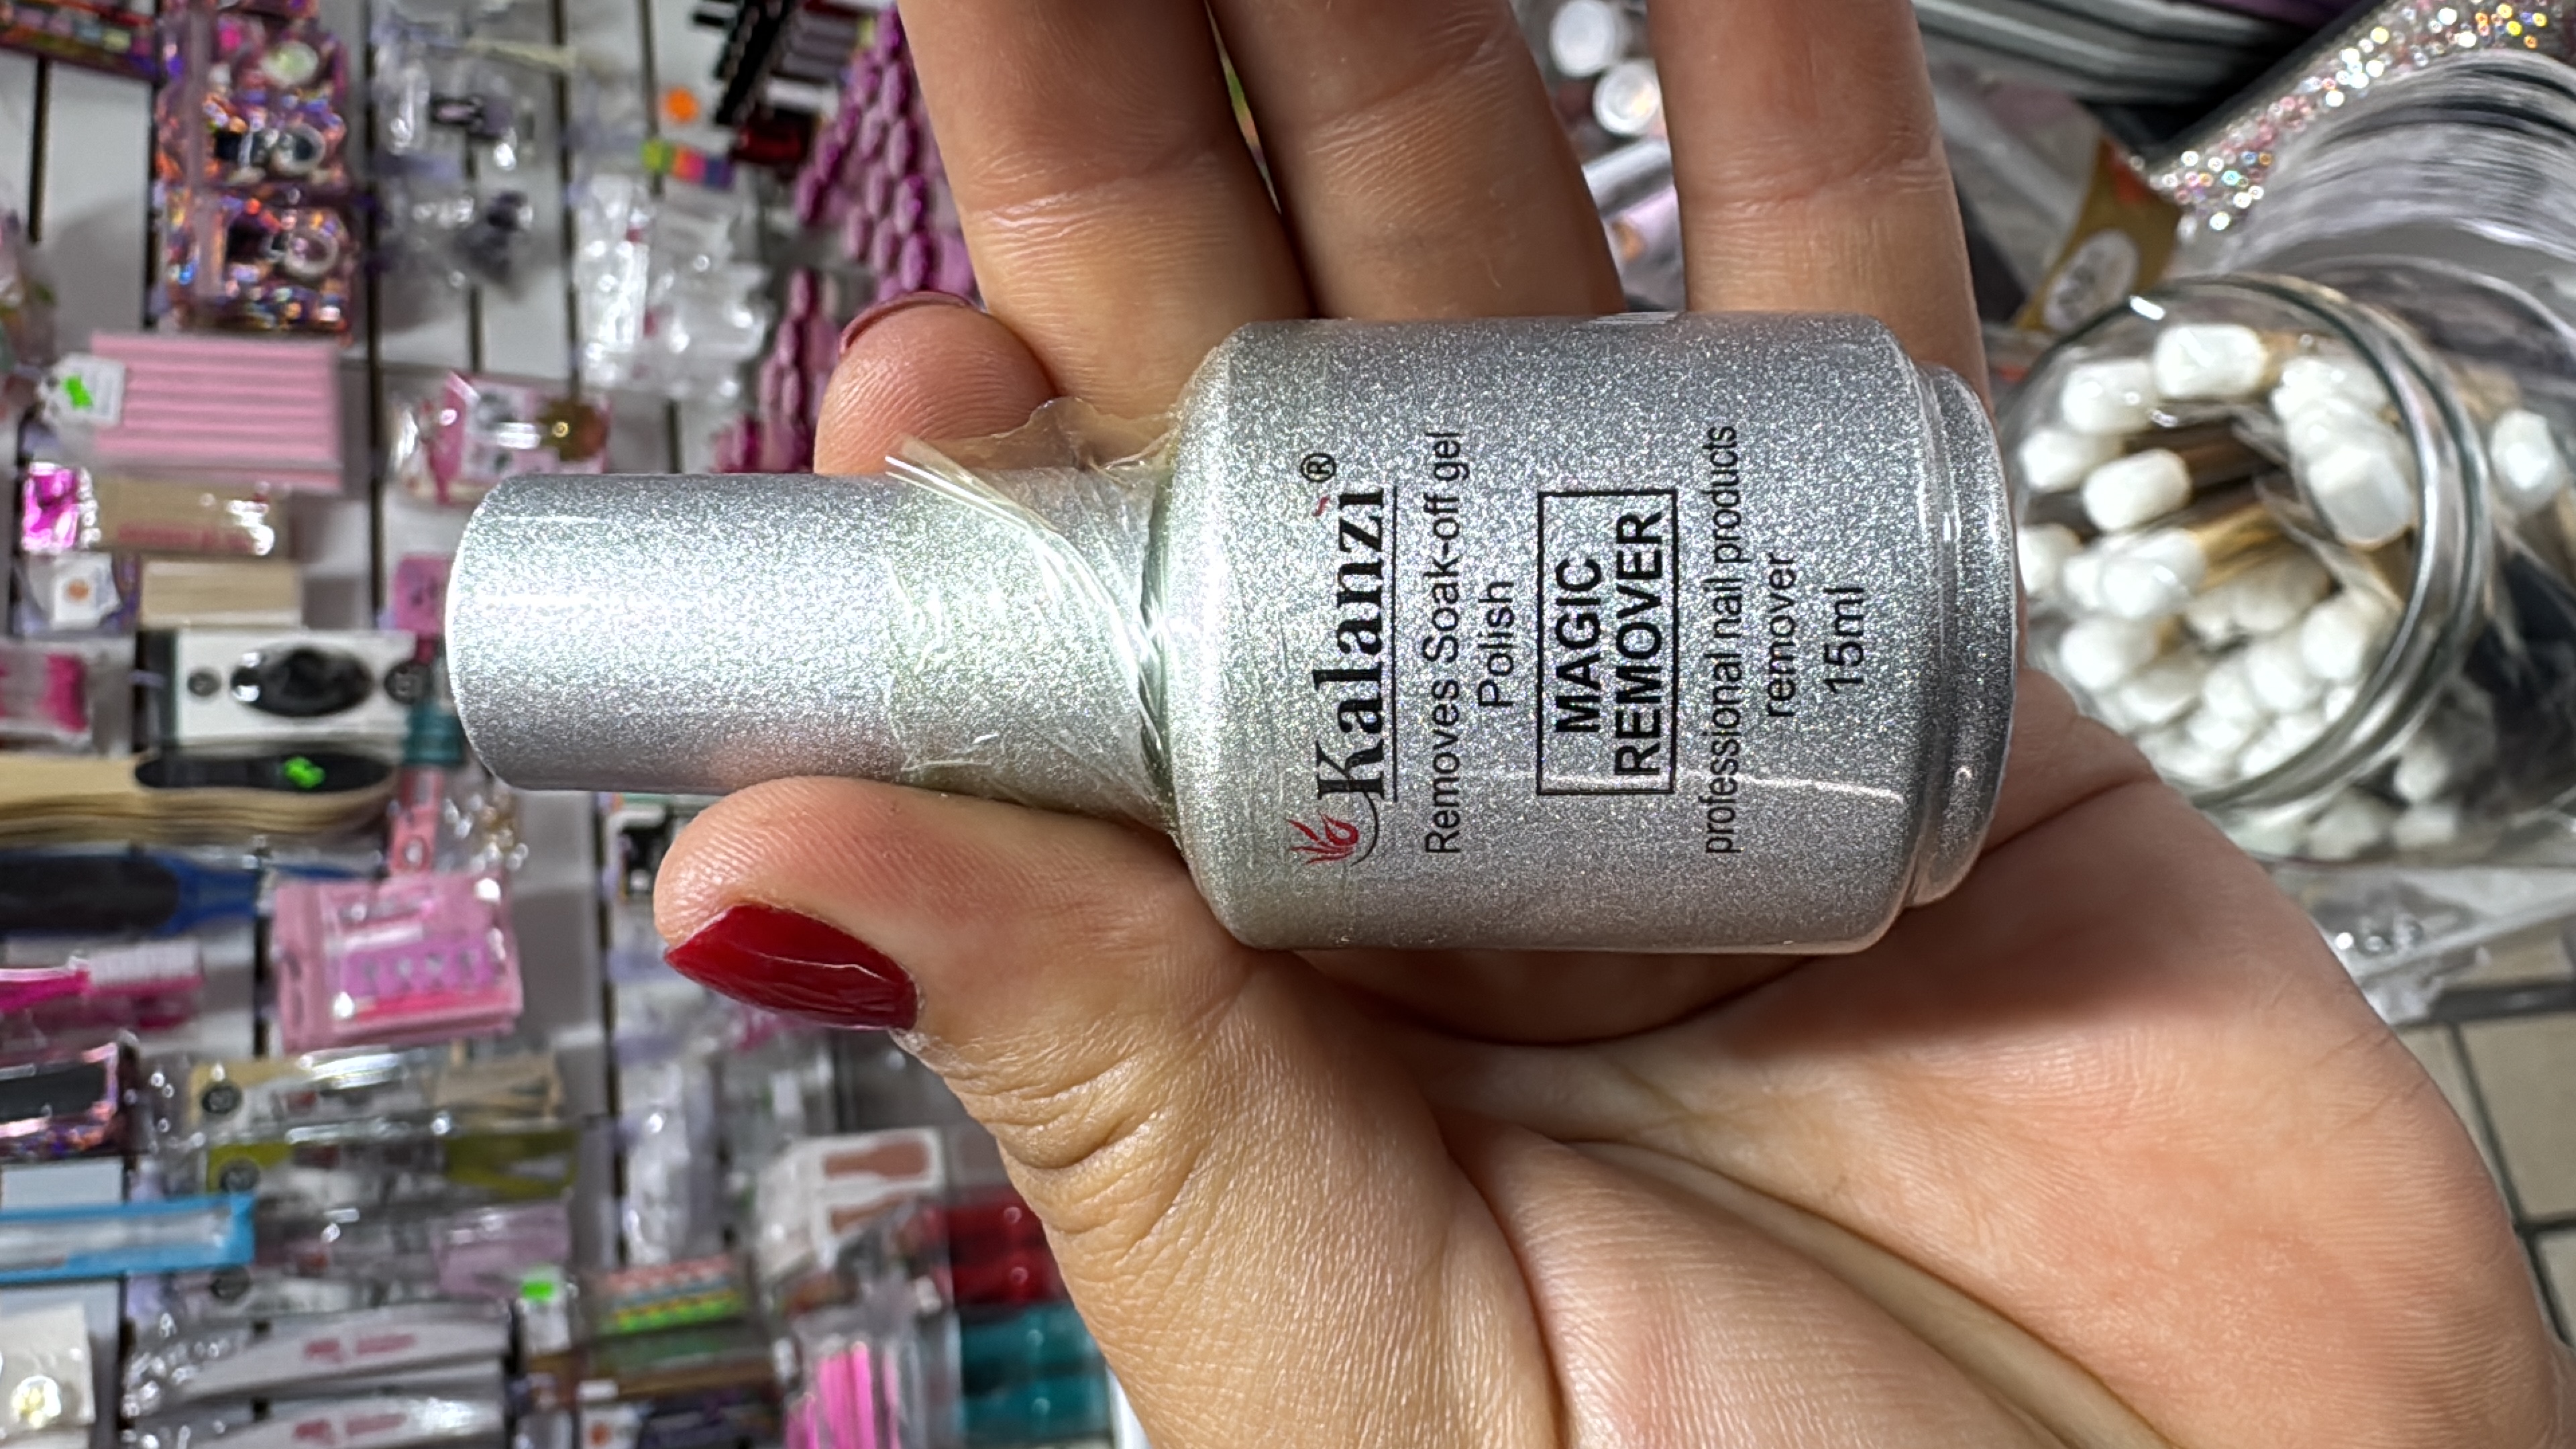 Kalanzi®
Removes Soak-off gel
Polish
MAGIC
REMOVER
professional nail products
remover
15ml